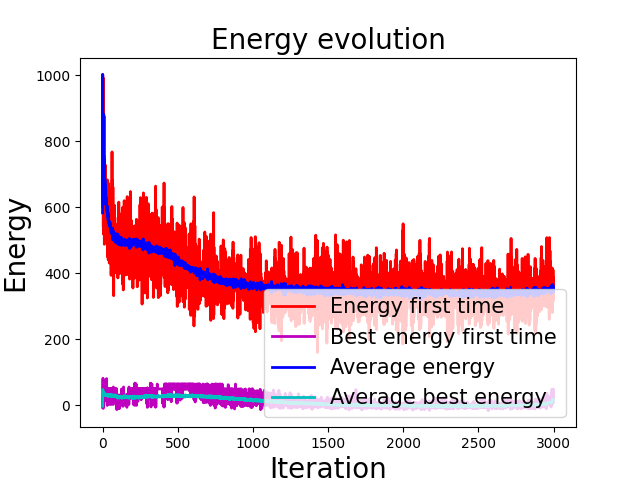 Energy evolution
1000
800
600
400
200
0
Energy
Energy first time
Best energy first time
Average energy
Average best energy
0 500 1000 1500 2000 2500 3000
Iteration